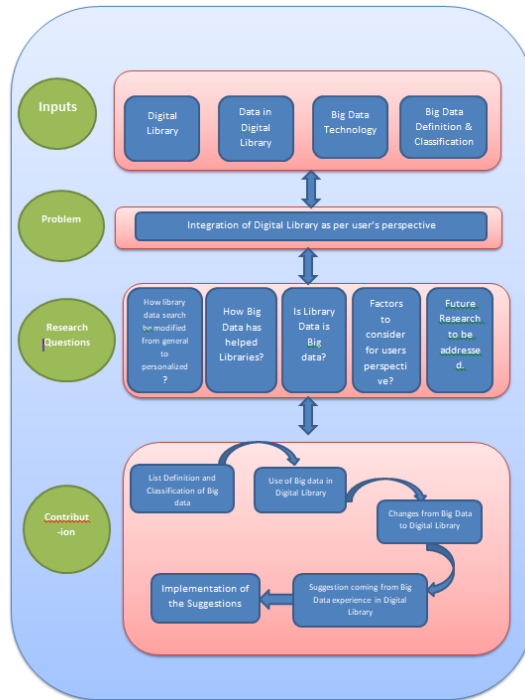 Inputs
Digital
Library
Data in
Digital
Library
Big Data
Technology
Big Data
Definition &
Classification
Problem
Integration of Digital Library as per user's perspective
Research
Questions
How library
data search
be modified
from general
to
personalized
?
How Big
Data has
helped
Libraries?
Is Library
Data is
Big
data?
Factors
to
consider
for users
perspecti
ve?
Future
Research
to be
addresse
d.
Contribut
-ion
List Definition and
Classification of Big
data
Use of Big data in
Digital Library
Changes from Big Data
to Digital Library
Implementation of
the Suggestions
Suggestion coming from Big
Data experience in Digital
Library